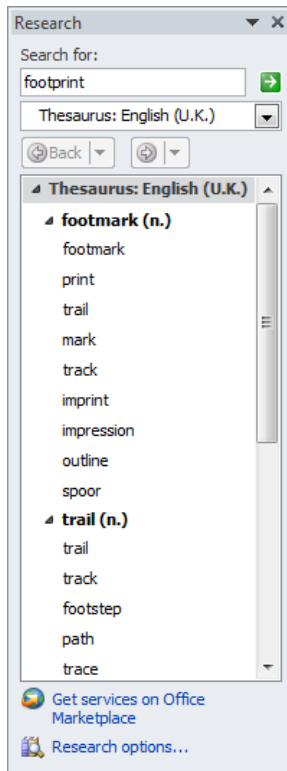 Research
Search for:
footprint
Thesaurus: English (U.K.)
Back
Thesaurus: English (U.K.)
footmark (n.)
footmark
print
trail
mark
track
imprint
impression
outline
spoor
trail (n.)
trail
track
footstep
path
trace
Get services on Office
Marketplace
Research options...